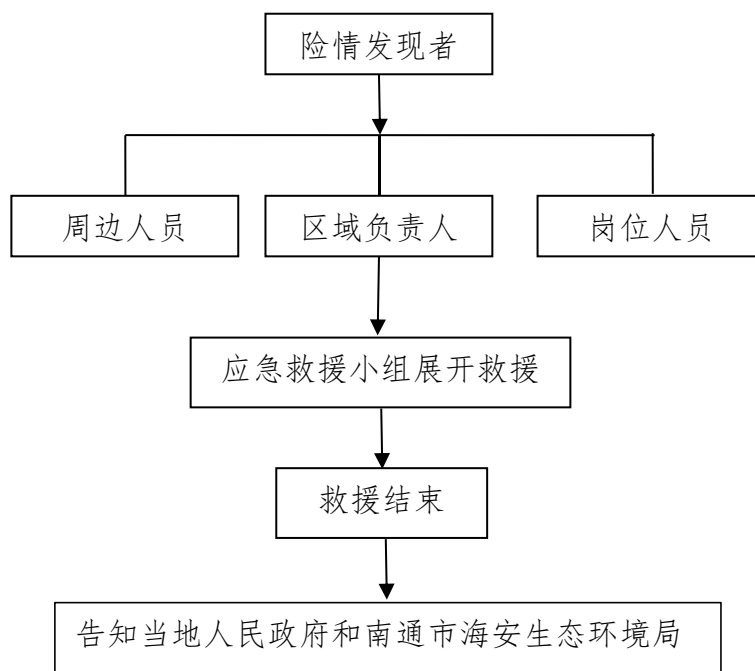 险情发现者
周边人员
区域负责人
岗位人员
应急救援小组展开救援
救援结束
告知当地人民政府和南通市海安生态环境局